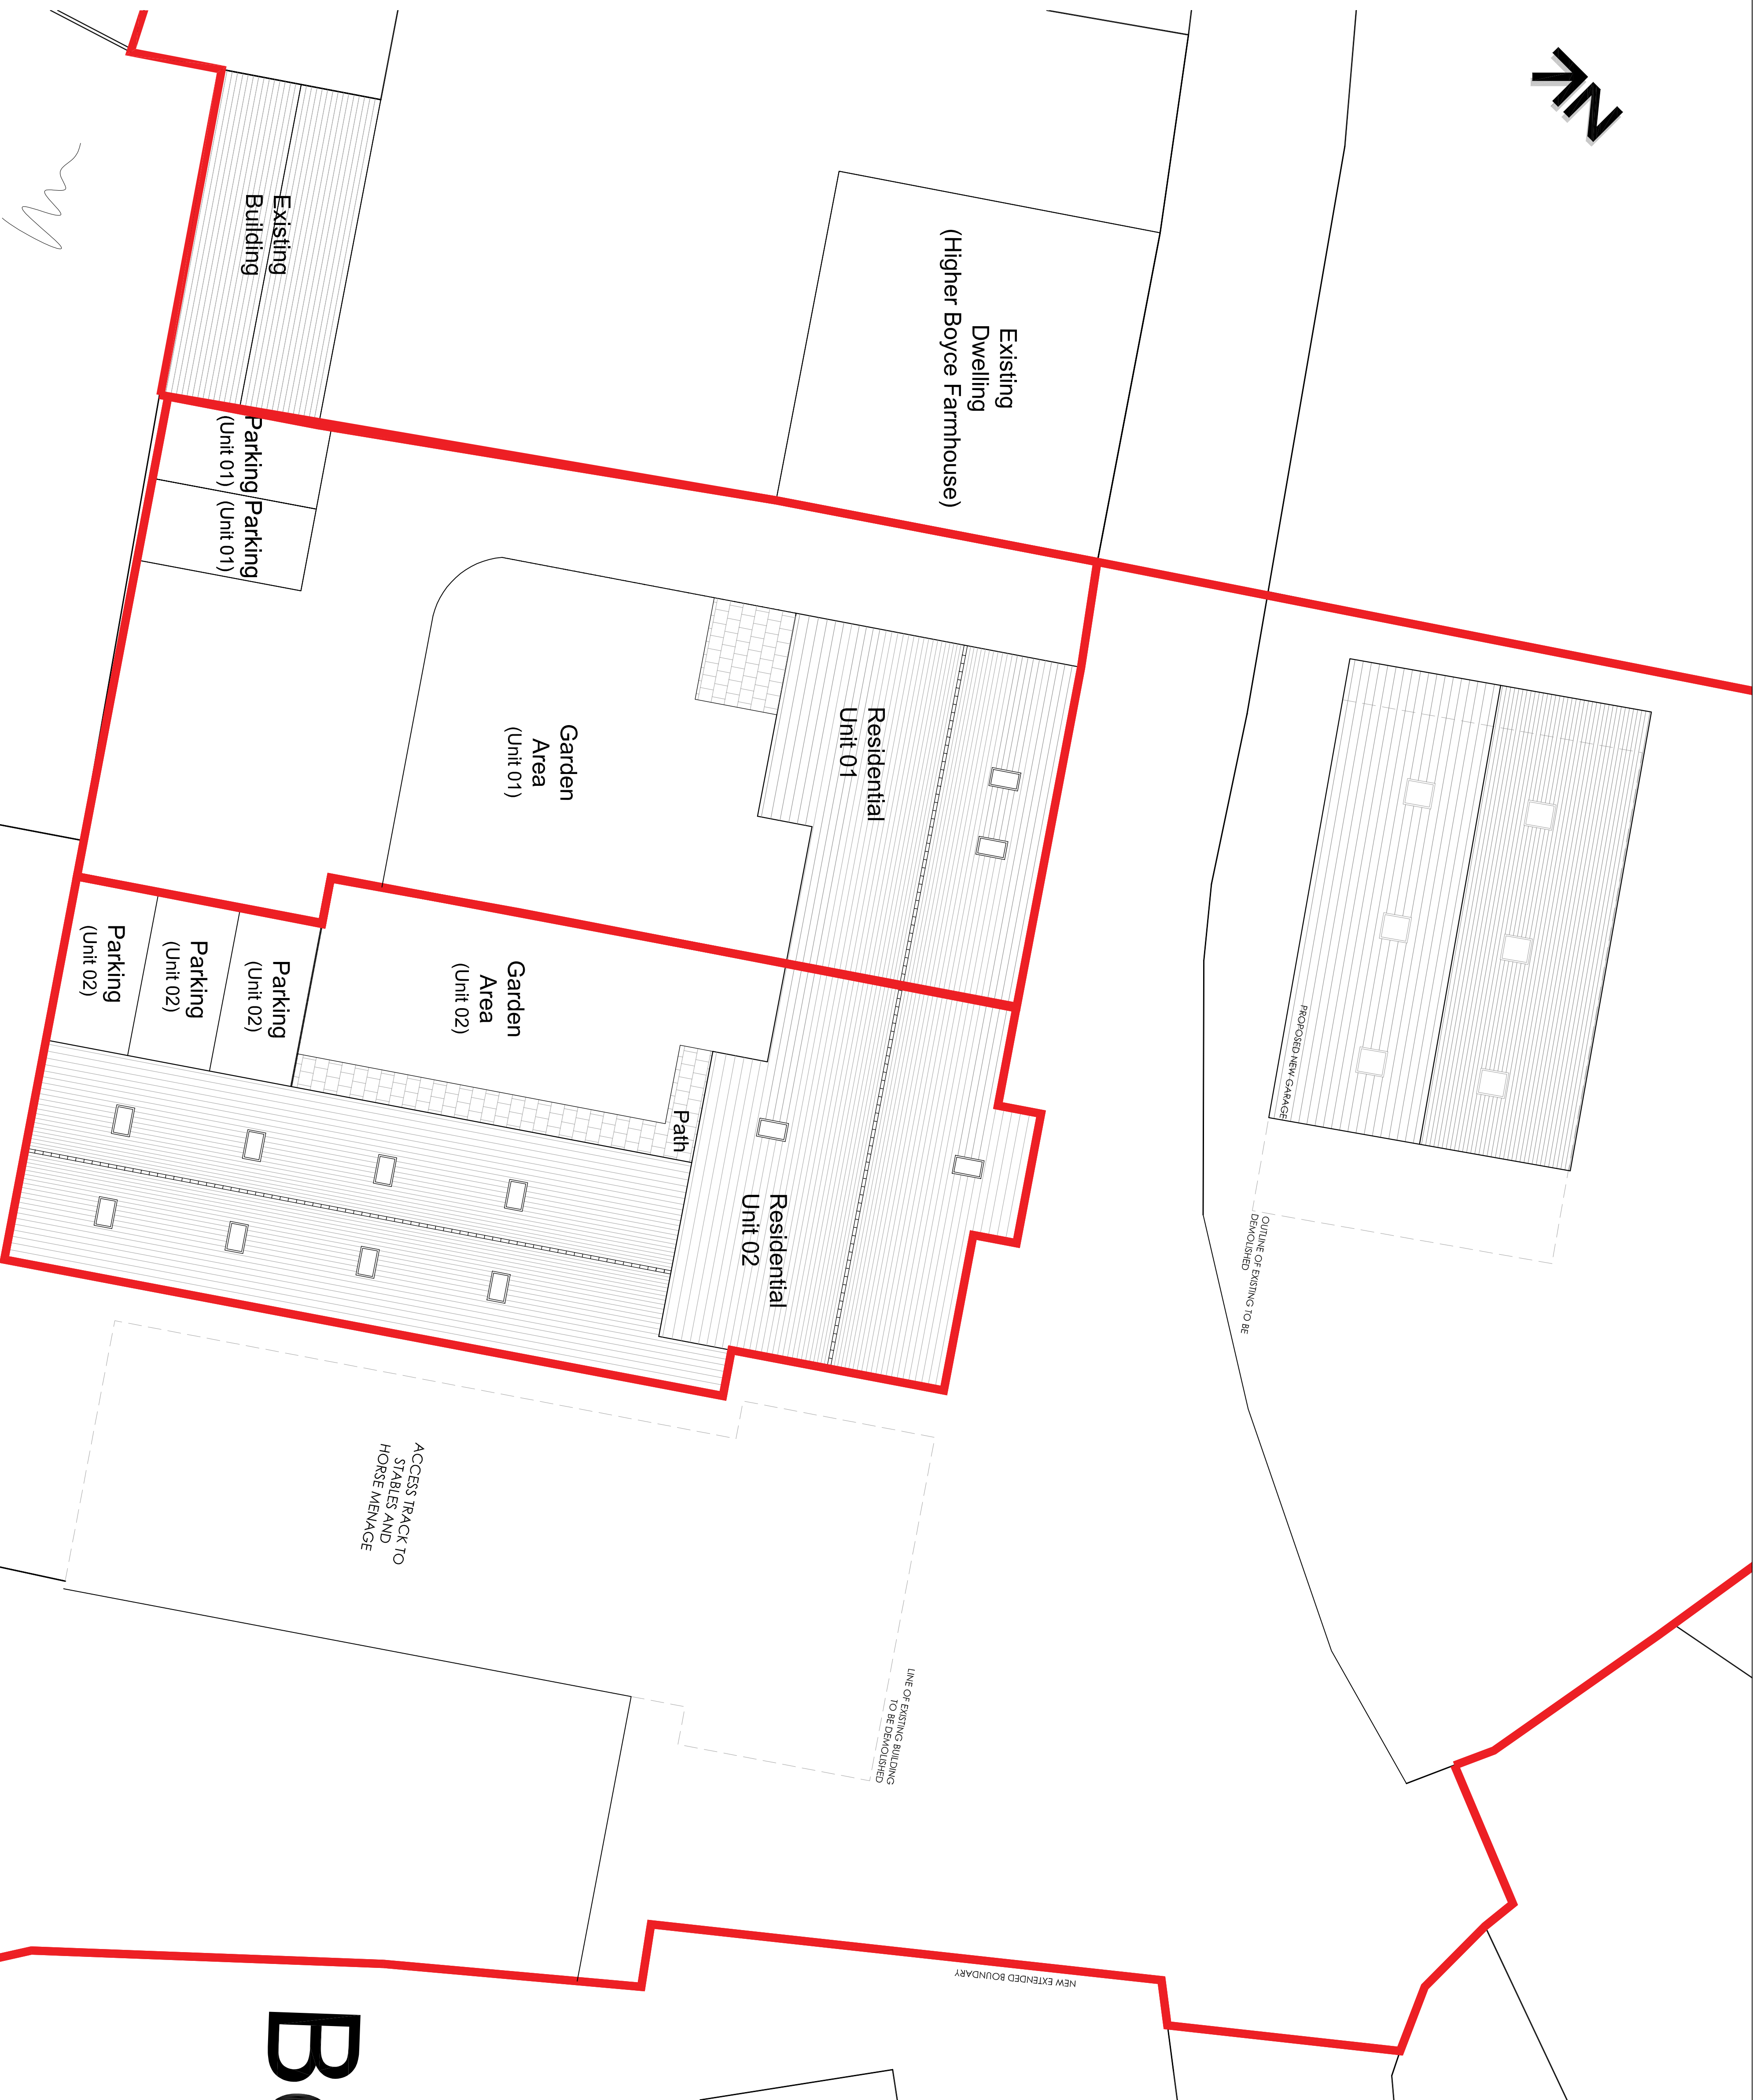 N
Existing
Building
Existing
Dwelling
(Higher Boyce Farmhouse)
Parking
(Unit 01)
Parking
(Unit 01)
Residential
Unit 01
Garden
Area
(Unit 01)
Garden
Area
(Unit 02)
Parking
(Unit 02)
Parking
(Unit 02)
Parking
(Unit 02)
Path
Residential
Unit 02
PROPOSED NEW GARAGE
OUTLINE OF EXISTING TO BE
DEMOLISHED
ACCESS TRACK TO
STABLES AND
HORSE MENAGE
LINE OF EXISTING BUILDING
TO BE DEMOLISHED
NEW EXTENDED BOUNDARY